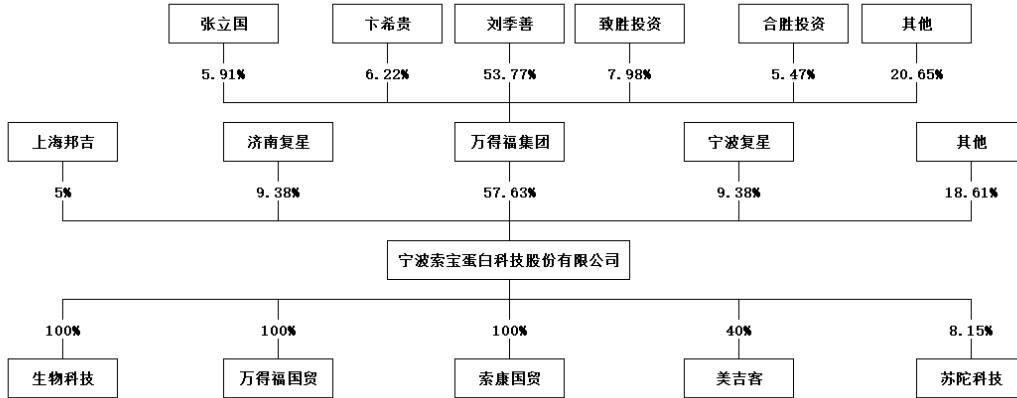 张立国 卞希贵 刘季善 致胜投资 合胜投资 其他
5.91% 6.22% 53.77% 7.98% 5.47% 20.65%
上海邦吉 济南复星 万得福集团 宁波复星 其他
5% 9.38% 57.63% 9.38% 18.61%
宁波索宝蛋白科技股份有限公司
100% 100% 100% 40% 8.15%
生物科技 万得福国贸 索康国贸 美吉客 苏陀科技